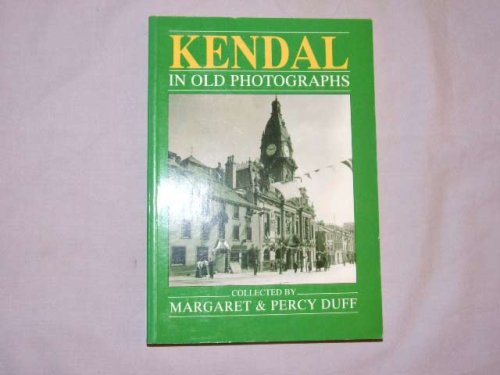 KENDAL
IN OLD PHOTOGRAPHS
COLLECTED BY
MARGARET & PERCY DUFF